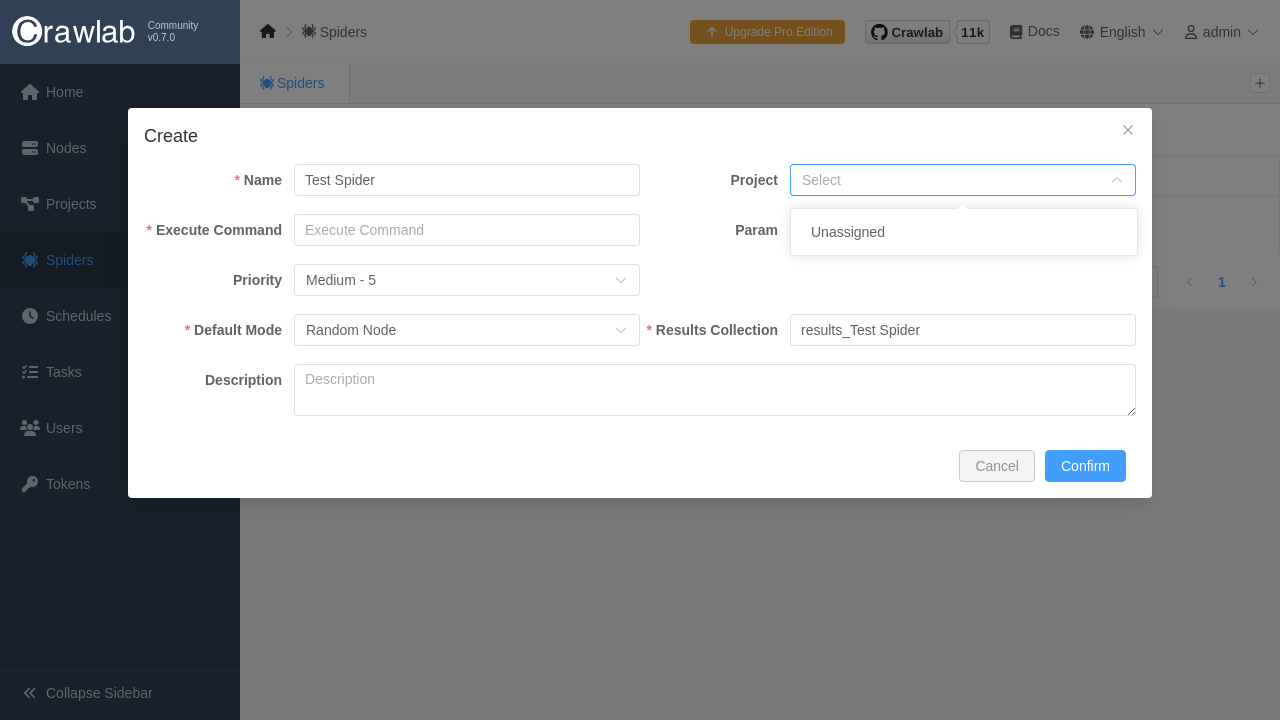 Crawlab
Community
v0.7.0
Spiders
Upgrade Pro Edition
Crawlab
11k
Docs
English
admin
Home
Nodes
Projects
Spiders
Schedules
Tasks
Users
Tokens
Collapse Sidebar
Spiders
Create
* Name
Test Spider
Project
Select
* Execute Command
Execute Command
Param
Unassigned
Priority
Medium - 5
1
* Default Mode
Random Node
* Results Collection
results_Test Spider
Description
Description
Cancel
Confirm